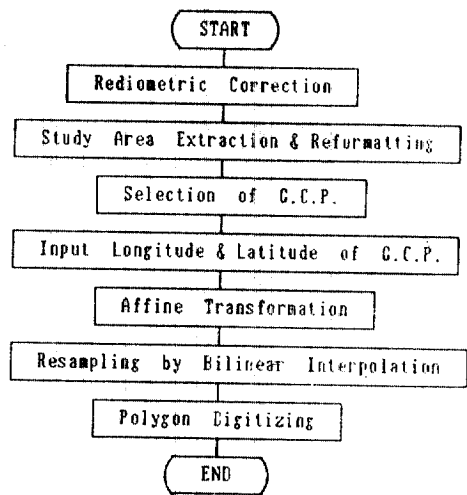 START
Rediometric Correction
Study Area Extraction & Reformatting
Selection of G.C.P.
Input Longitude & Latitude of G.C.P.
Affine Transformation
Resampling by Bilinear Interpolation
Polygon Digitizing
END